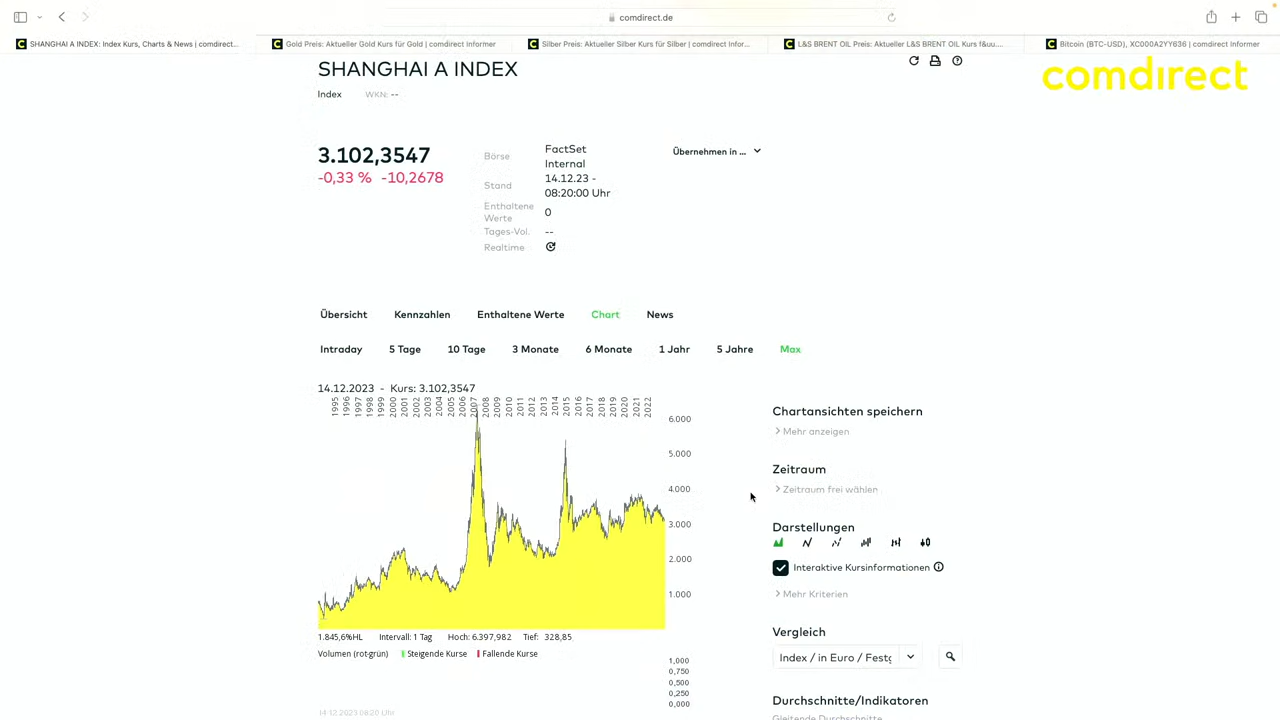 comdirect.de
SHANGHAI A INDEX: Index Kurs, Charts & News | comdirect...
Gold Preis: Aktueller Gold Kurs für Gold | comdirect Informer
Silber Preis: Aktueller Silber Kurs für Silber | comdirect Infor...
L&S BRENT OIL Preis: Aktueller L&S BRENT OIL Kurs f&uu....
Bitcoin (BTC-USD), XC000A2YY636 | comdirect Informer
SHANGHAI A INDEX
comdirect
Index WKN: --
3.102,3547
-0,33 % -10,2678
Börse FactSet Internal
Stand 14.12.23 - 08:20:00 Uhr
Enthaltene Werte 0
Tages-Vol. --
Realtime
Übernehmen in ...
Übersicht Kennzahlen Enthaltene Werte Chart News
Intraday 5 Tage 10 Tage 3 Monate 6 Monate 1 Jahr 5 Jahre Max
14.12.2023 - Kurs: 3.102,3547
1995 1996 1997 1998 1999 2000 2001 2002 2003 2004 2005 2006 2007 2008 2009 2010 2011 2012 2013 2014 2015 2016 2017 2018 2019 2020 2021 2022
6.000
5.000
4.000
3.000
2.000
1.000
1.845,6%HL Intervall: 1 Tag Hoch: 6.397,982 Tief: 328,85
Volumen (rot-grün) Steigende Kurse Fallende Kurse
1,000
0,750
0,500
0,250
0,000
14.12.2023 08:20 Uhr
Chartansichten speichern
Mehr anzeigen
Zeitraum
Zeitraum frei wählen
Darstellungen
Interaktive Kursinformationen
Mehr Kriterien
Vergleich
Index / in Euro / Festg
Durchschnitte/Indikatoren
Gleitende Durchschnitte